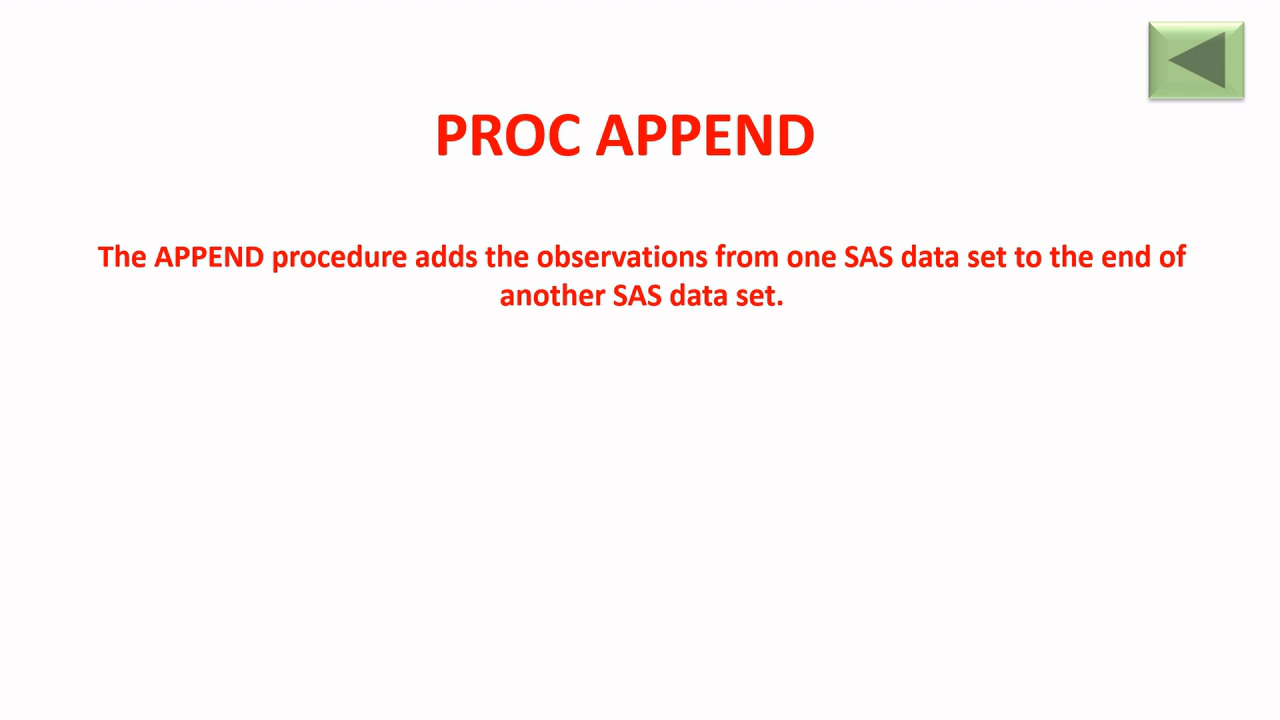 PROC APPEND
The APPEND procedure adds the observations from one SAS data set to the end of
another SAS data set.